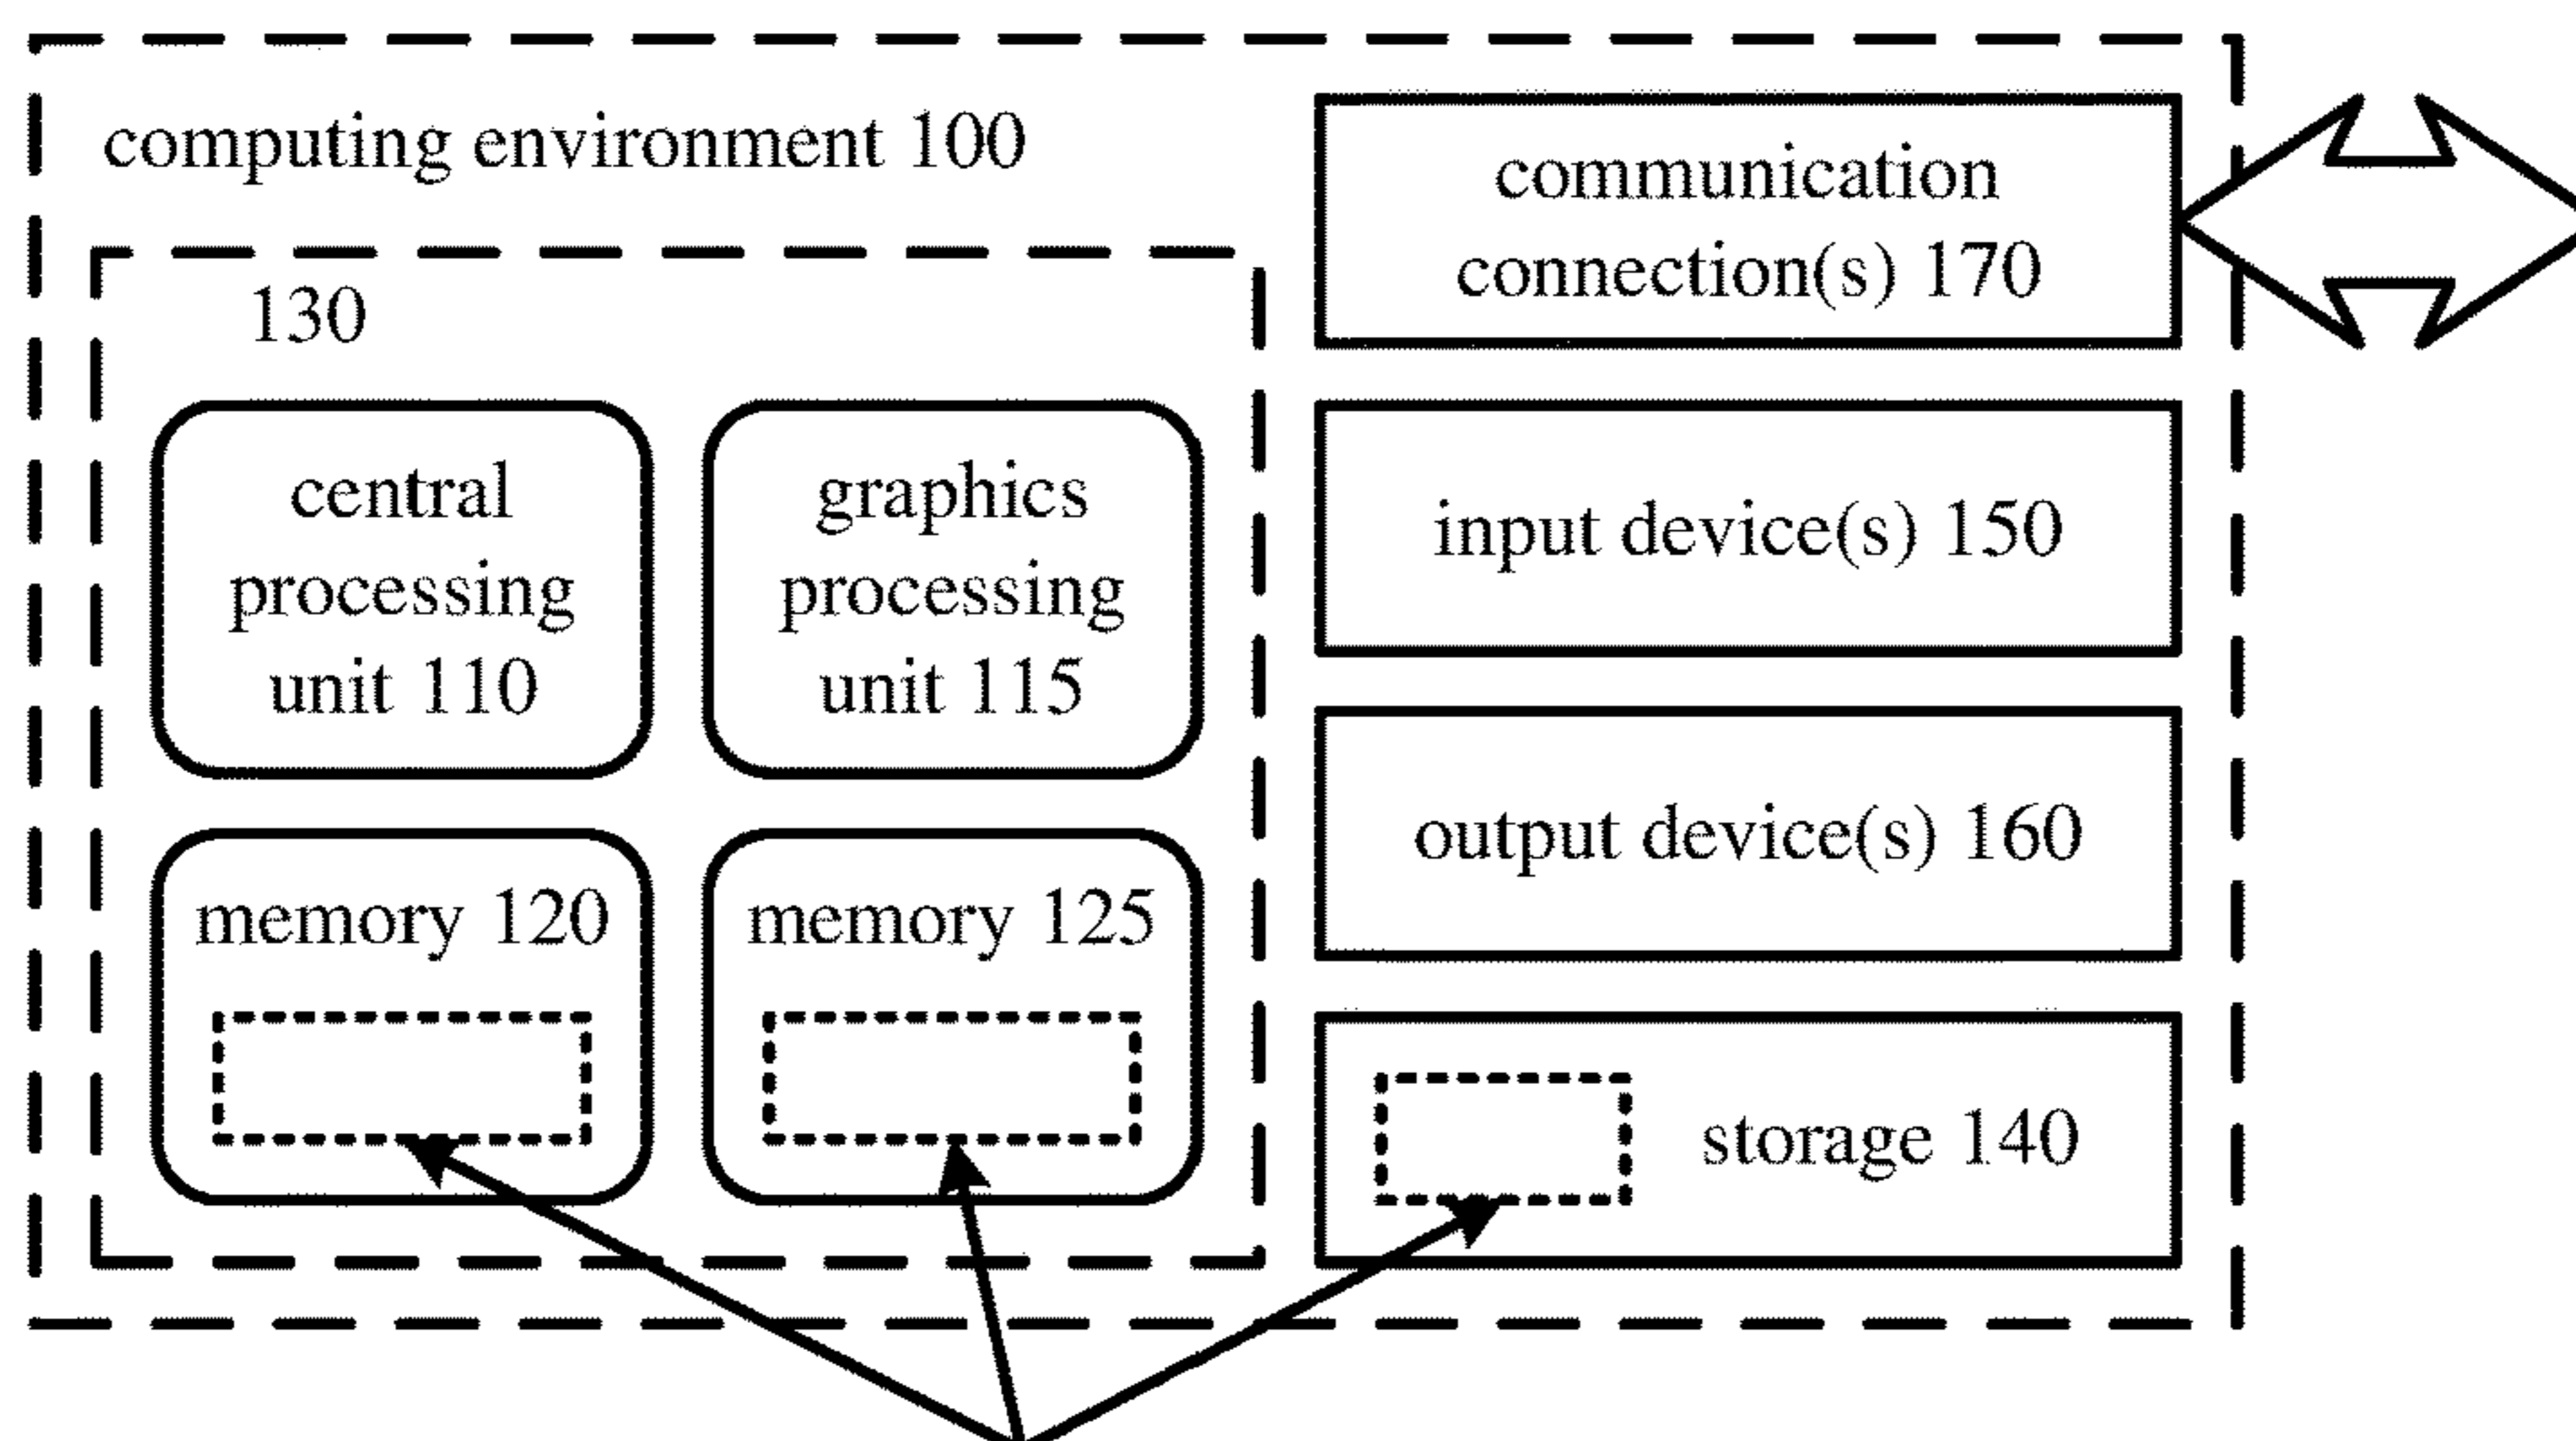 computing environment 100
130
central
processing
unit 110
graphics
processing
unit 115
memory 120
memory 125
communication
connection(s) 170
input device(s) 150
output device(s) 160
storage 140